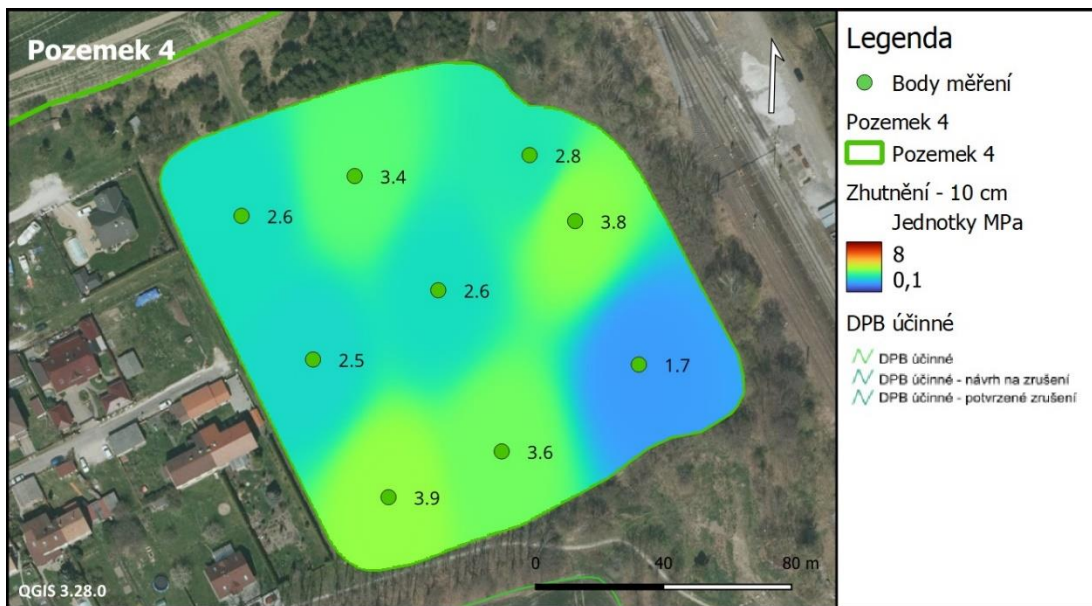 Pozemek 4
3.4
2.8
2.6
3.8
2.6
2.5
1.7
3.6
3.9
0 40 80 m
QGIS 3.28.0
Legenda
Body měření
Pozemek 4
Pozemek 4
Zhutnění - 10 cm
Jednotky MPa
8
0,1
DPB účinné
DPB účinné
DPB účinné - návrh na zrušení
DPB účinné - potvrzené zrušení